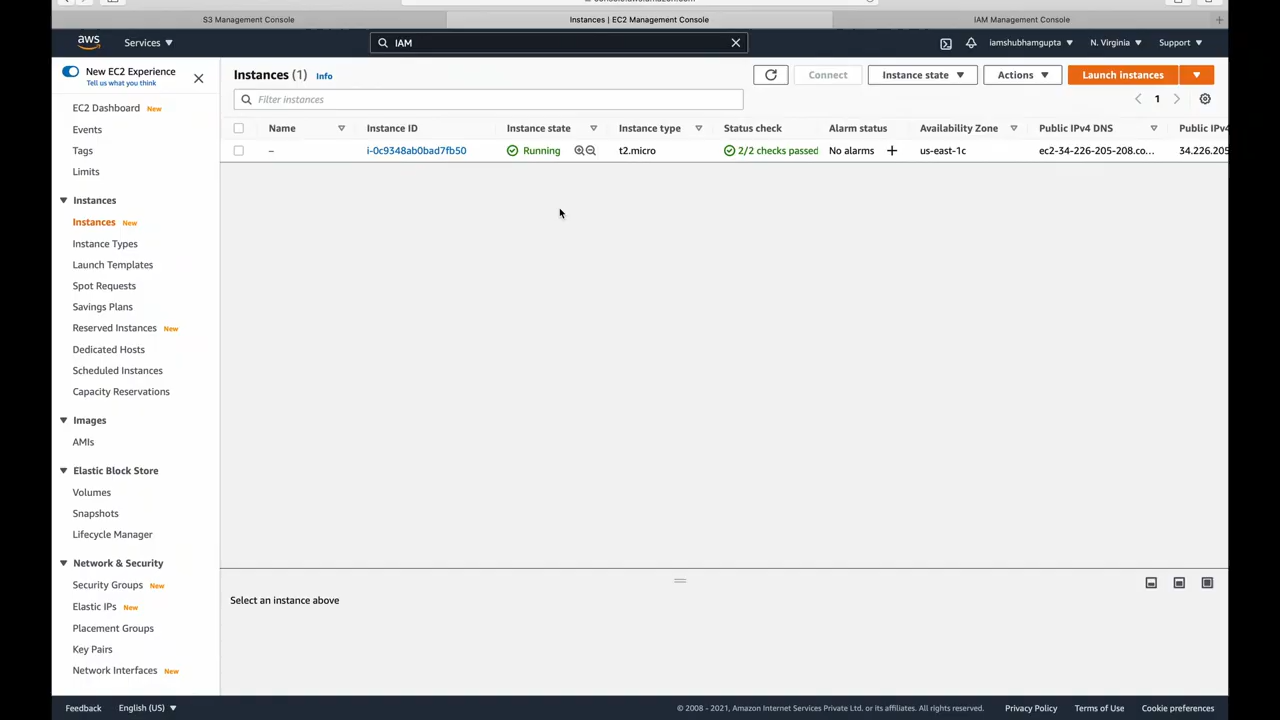 S3 Management Console
Instances | EC2 Management Console
IAM Management Console
aws
Services
IAM
iamshubhamgupta
N. Virginia
Support
New EC2 Experience
Tell us what you think
EC2 Dashboard New
Events
Tags
Limits
Instances
Instances New
Instance Types
Launch Templates
Spot Requests
Savings Plans
Reserved Instances New
Dedicated Hosts
Scheduled Instances
Capacity Reservations
Images
AMIs
Elastic Block Store
Volumes
Snapshots
Lifecycle Manager
Network & Security
Security Groups New
Elastic IPs New
Placement Groups
Key Pairs
Network Interfaces New
Instances (1) Info
Connect
Instance state
Actions
Launch instances
Filter instances
1
Name Instance ID Instance state Instance type Status check Alarm status Availability Zone Public IPv4 DNS Public IPv4
– i-0c9348ab0bad7fb50 Running t2.micro 2/2 checks passed No alarms + us-east-1c ec2-34-226-205-208.co... 34.226.205
Select an instance above
Feedback English (US) © 2008 - 2021, Amazon Internet Services Private Ltd. or its affiliates. All rights reserved. Privacy Policy Terms of Use Cookie preferences